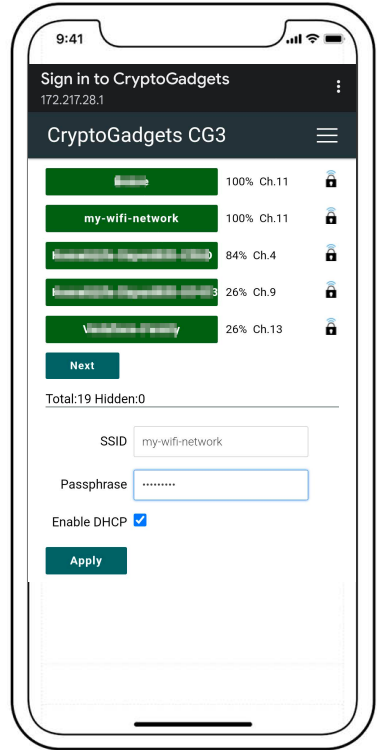 9:41
Sign in to CryptoGadgets
172.217.28.1
CryptoGadgets CG3
100% Ch.11
my-wifi-network 100% Ch.11
84% Ch.4
26% Ch.9
26% Ch.13
Next
Total:19 Hidden:0
SSID my-wifi-network
Passphrase •••••••••
Enable DHCP
Apply